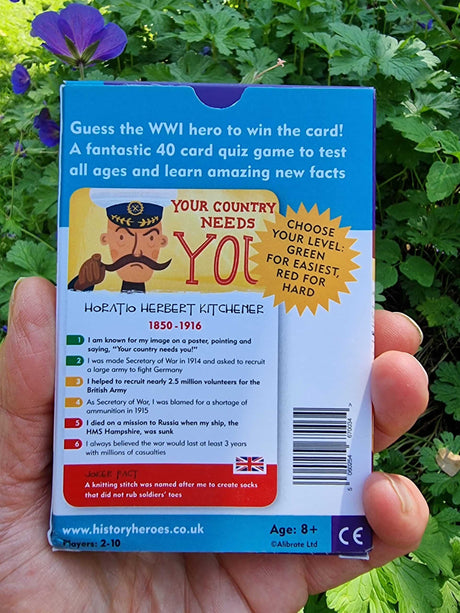 Guess the WWI hero to win the card!
A fantastic 40 card quiz game to test
all ages and learn amazing new facts
YOUR COUNTRY
NEEDS
YOU
CHOOSE
YOUR LEVEL:
GREEN
FOR EASIEST,
RED FOR
HARD
HORATIO HERBERT KITCHENER
1850-1916
1 I am known for my image on a poster, pointing and
saying, "Your country needs you!"
2 I was made Secretary of War in 1914 and asked to recruit
a large army to fight Germany
3 I helped to recruit nearly 2.5 million volunteers for the
British Army
4 As Secretary of War, I was blamed for a shortage of
ammunition in 1915
5 I died on a mission to Russia when my ship, the
HMS Hampshire, was sunk
6 I always believed the war would last at least 3 years
with millions of casualties
JOKER FACT
A knitting stitch was named after me to create socks
that did not rub soldiers' toes
www.historyheroes.co.uk
Age: 8+
CE
Players: 2-10
©Alibrate Ltd